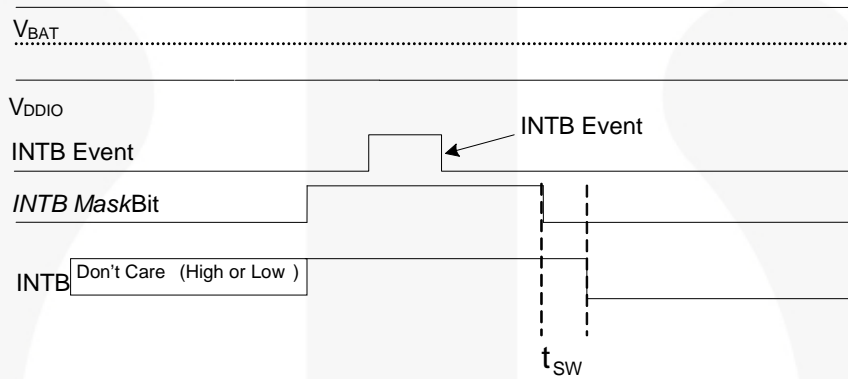 VBAT
VDDIO
INTB Event
INTB Event
INTB MaskBit
INTB
Don't Care (High or Low )
tSW